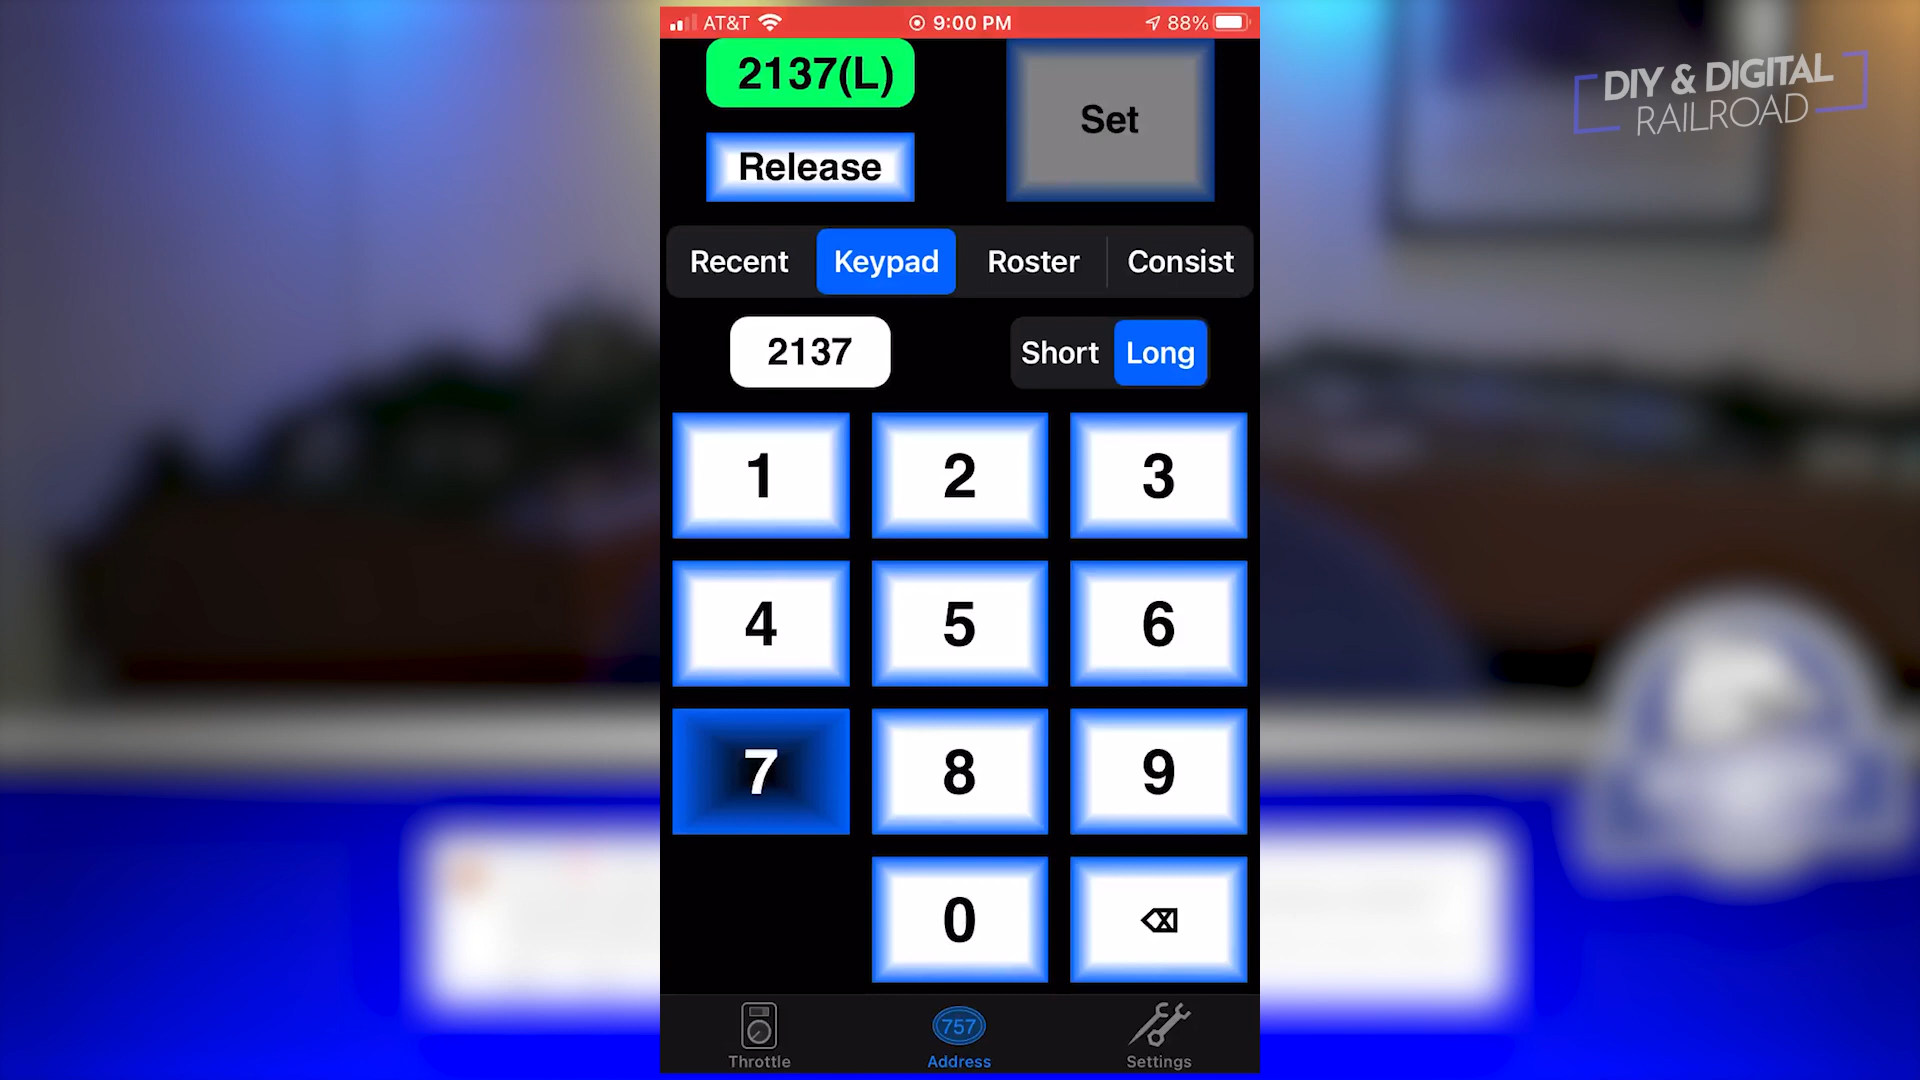 AT&T 9:00 PM 88%
2137(L)
Set
Release
Recent Keypad Roster Consist
2137
Short Long
1 2 3
4 5 6
7 8 9
0
Throttle
757
Address
Settings
DIY & DIGITAL
RAILROAD